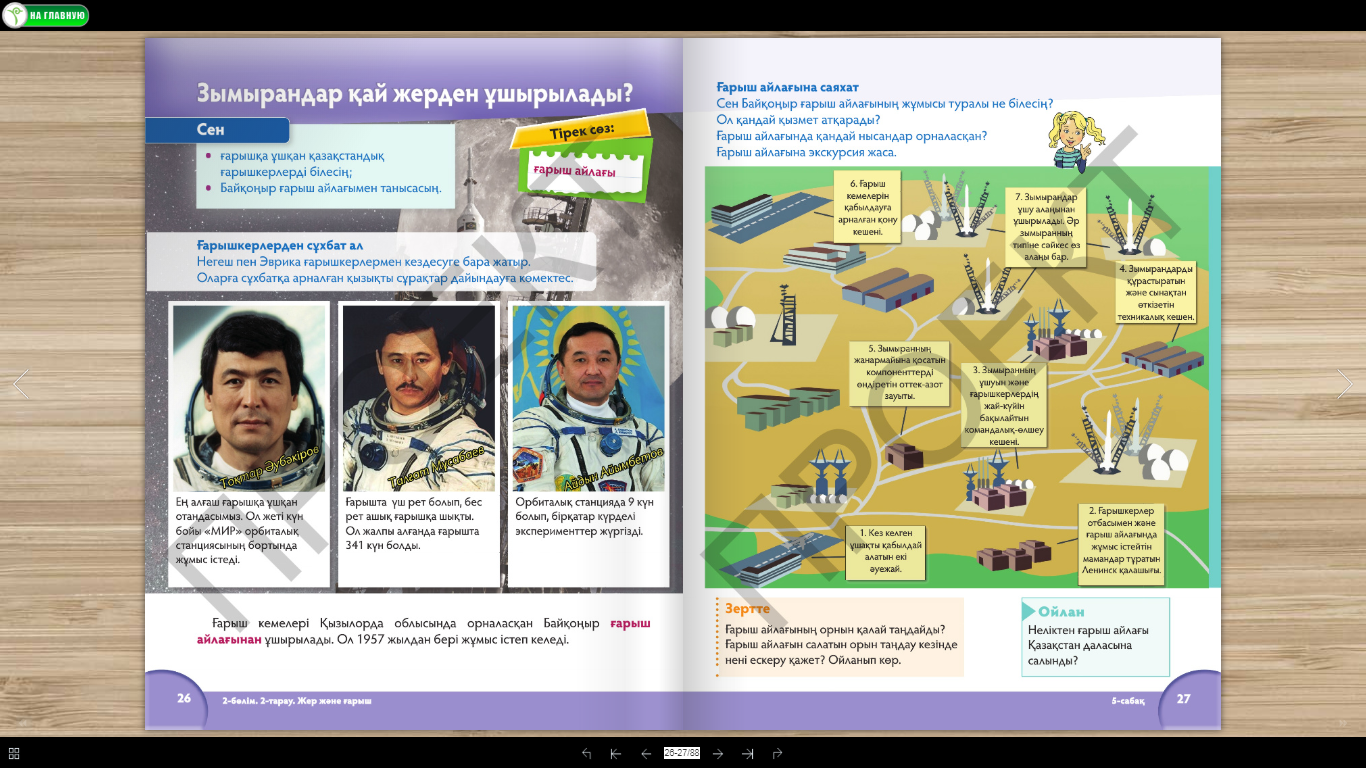 НА ГЛАВНУЮ
Зымырандар қай жерден ұшырылады?
Сен
• ғарышқа ұшқан қазақстандық
ғарышкерлерді білесің;
• Байқоңыр ғарыш айлағымен танысасың.
Тірек сөз:
ғарыш айлағы
Ғарышкерлерден сұхбат ал
Негеш пен Эврика ғарышкерлермен кездесуге бара жатыр.
Оларға сұхбатқа арналған қызықты сұрақтар дайындауға көмектес.
Тоқтар Әубәкіров
Ең алғаш ғарышқа ұшқан
отандасымыз. Ол жеті күн
бойы «МИР» орбиталық
станциясының бортында
жұмыс істеді.
Талғат Мұсабаев
Ғарышта үш рет болып, бес
рет ашық ғарышқа шықты.
Ол жалпы алғанда ғарышта
341 күн болды.
Айдын Айымбетов
Орбиталық станцияда 9 күн
болып, бірқатар күрделі
эксперименттер жүргізді.
Ғарыш кемелері Қызылорда облысында орналасқан Байқоңыр ғарыш
айлағынан ұшырылады. Ол 1957 жылдан бері жұмыс істеп келеді.
26
2-бөлім. 2-тарау. Жер және ғарыш
Ғарыш айлағына саяхат
Сен Байқоңыр ғарыш айлағының жұмысы туралы не білесің?
Ол қандай қызмет атқарады?
Ғарыш айлағында қандай нысандар орналасқан?
Ғарыш айлағына экскурсия жаса.
6. Ғарыш
кемелерін
қабылдауға
арналған қону
кешені.
7. Зымырандар
ұшу алаңынан
ұшырылады. Әр
зымыранның
типіне сәйкес өз
алаңы бар.
4. Зымырандарды
құрастыратын
және сынақтан
өткізетін
техникалық кешен.
5. Зымыранның
жанармайына қосатын
компоненттерді
өндіретін оттек-азот
зауыты.
3. Зымыранның
ұшуын және
ғарышкерлердің
жай-күйін
бақылайтын
командалық-өлшеу
кешені.
2. Ғарышкерлер
отбасымен және
ғарыш айлағында
жұмыс істейтін
мамандар тұратын
Ленинск қалашығы.
1. Кез келген
ұшақты қабылдай
алатын екі
әуежай.
Зертте
Ғарыш айлағының орнын қалай таңдайды?
Ғарыш айлағын салатын орын таңдау кезінде
нені ескеру қажет? Ойланып көр.
Ойлан
Неліктен ғарыш айлағы
Қазақстан даласына
салынды?
5-сабақ
27
ПРОЕКТ
ПРОЕКТ
26-27/88